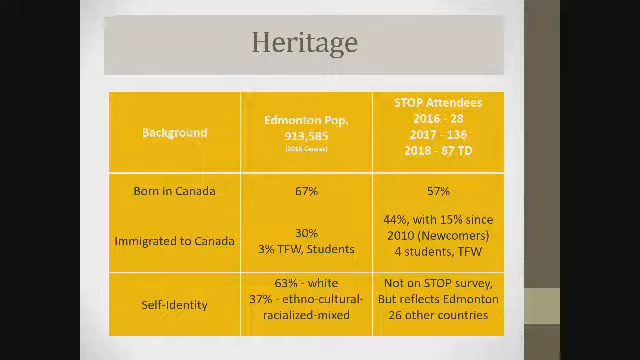 Heritage
Background
Edmonton Pop.
913,585
(2016 Census)
STOP Attendees
2016 - 28
2017 - 136
2018 - 87 TD
Born in Canada
67%
57%
Immigrated to Canada
30%
3% TFW, Students
44%, with 15% since
2010 (Newcomers)
4 students, TFW
Self-Identity
63% - white
37% - ethno-cultural-
racialized-mixed
Not on STOP survey,
But reflects Edmonton
26 other countries